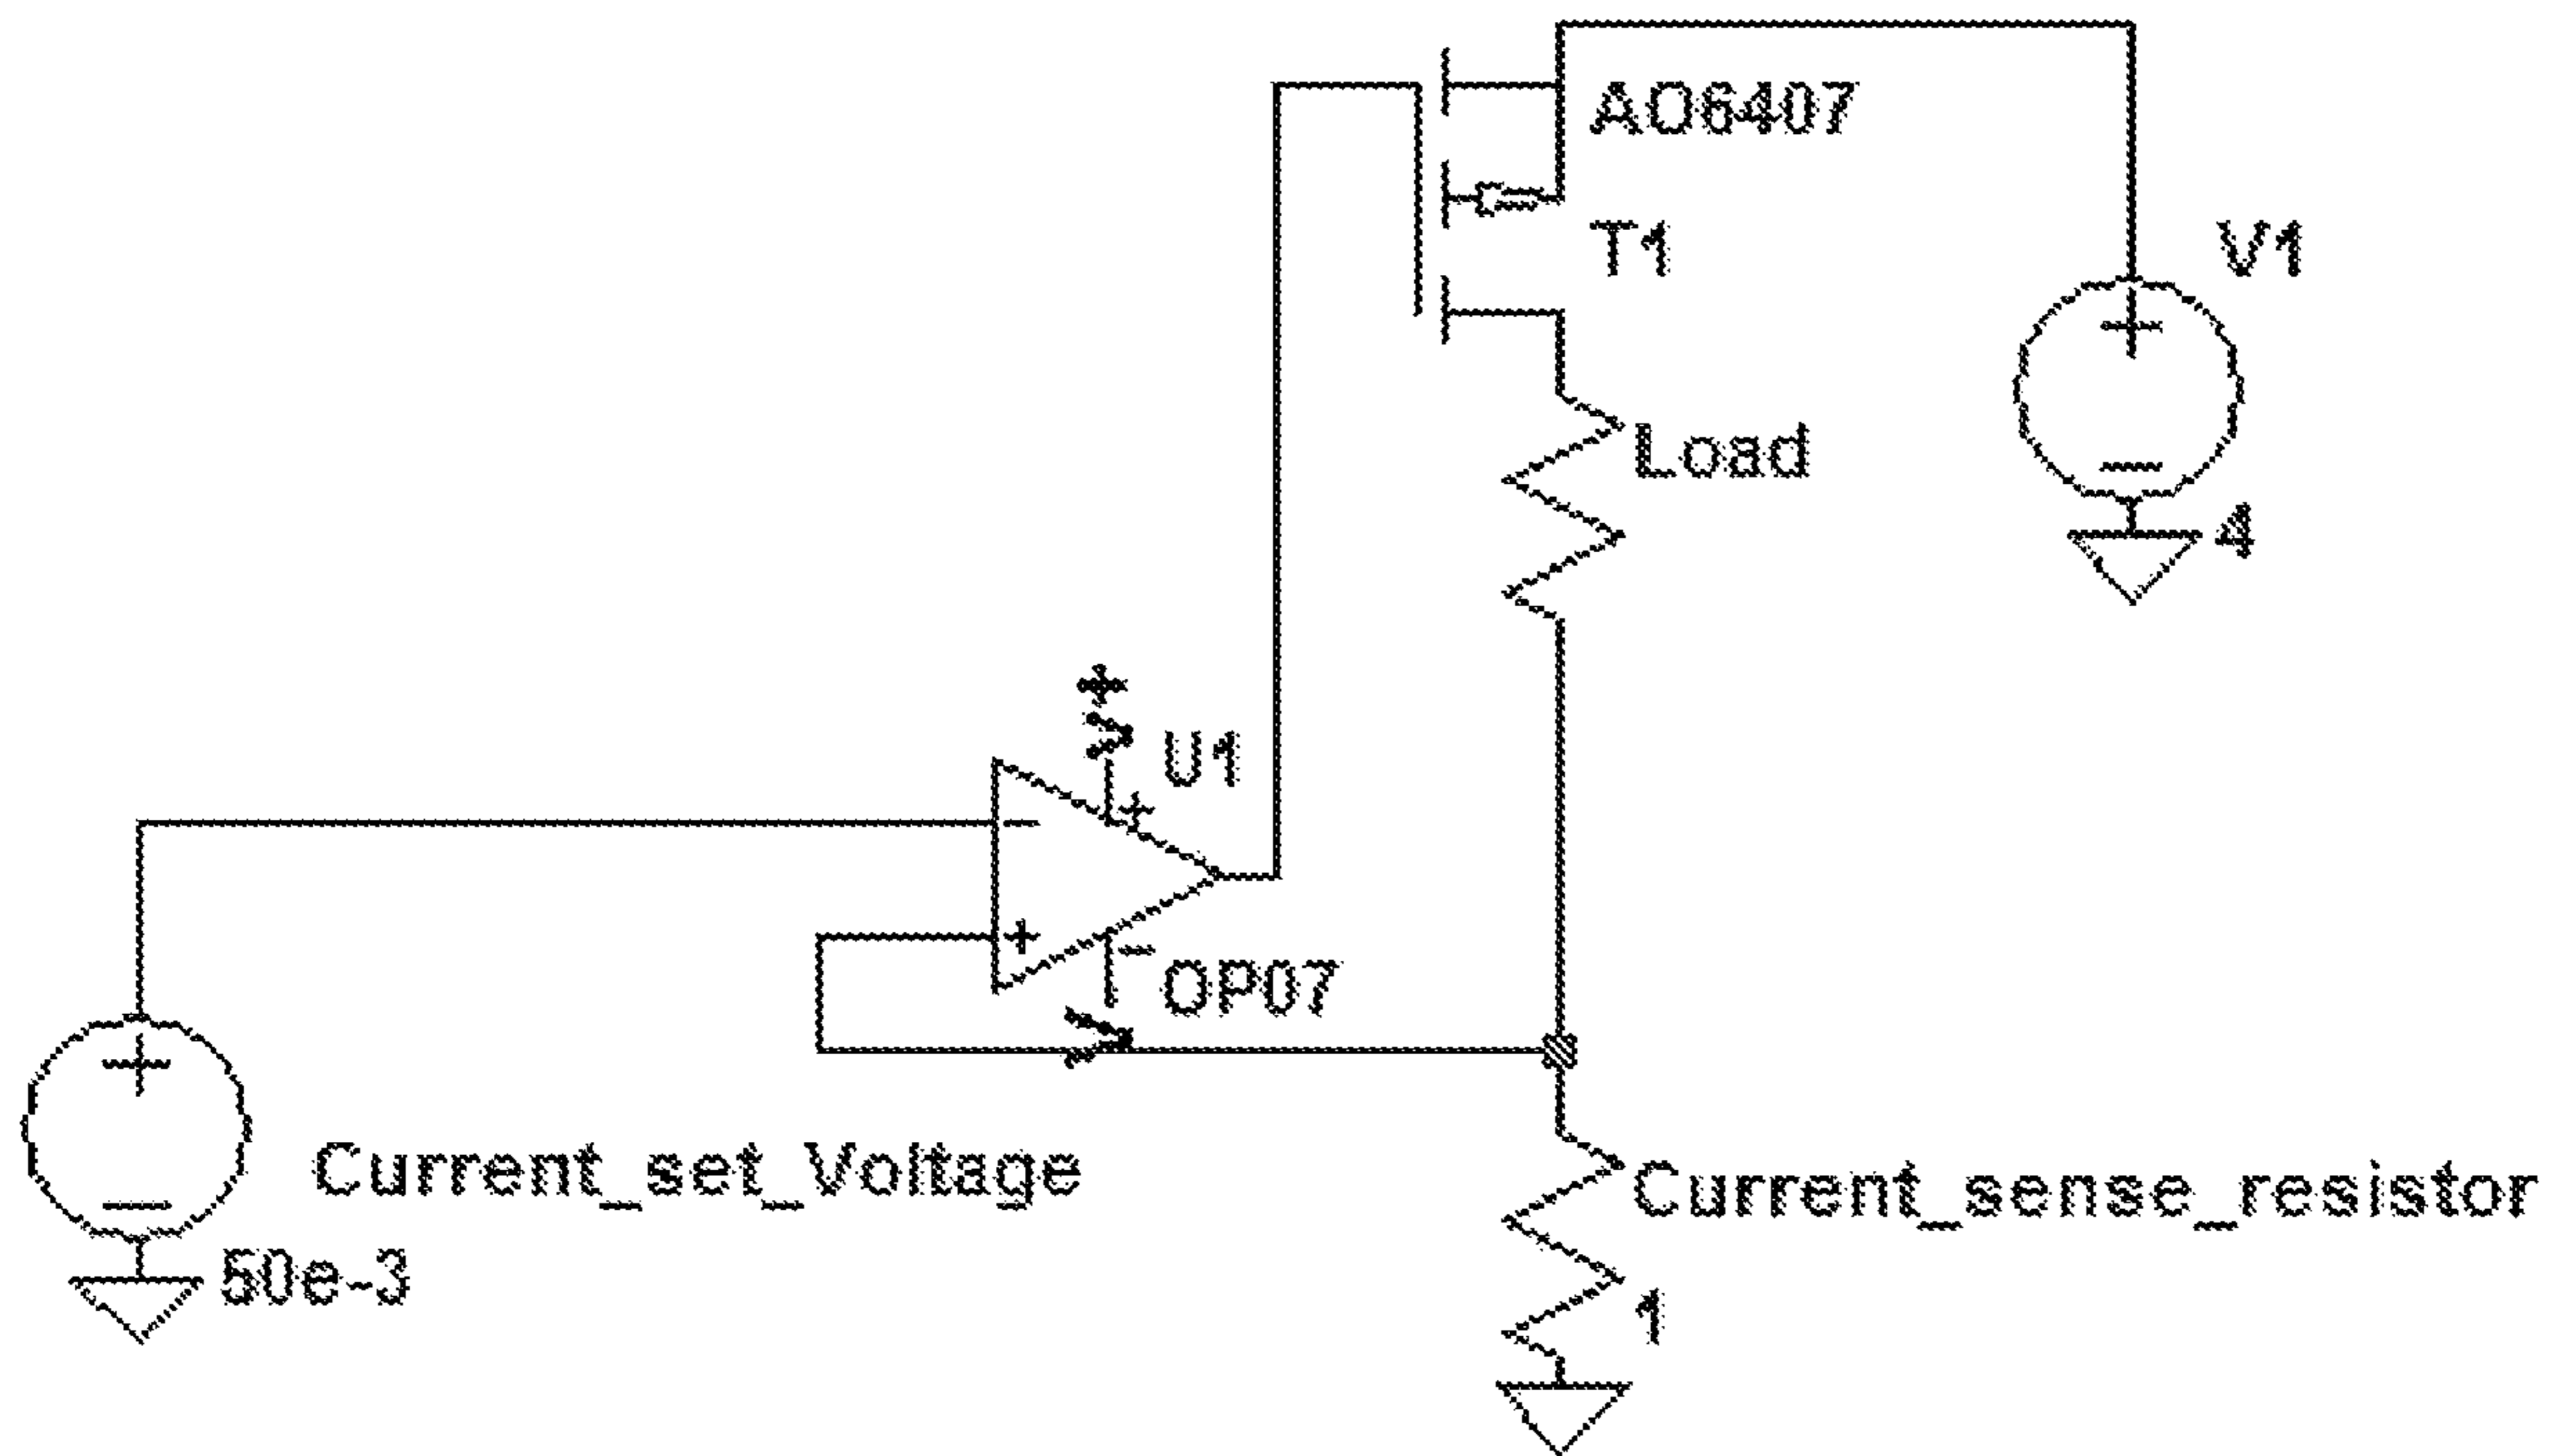 AO6407
T1
V1
4
Load
V+
U1
OP07
V-
Current_set_Voltage
50e-3
Current_sense_resistor
1